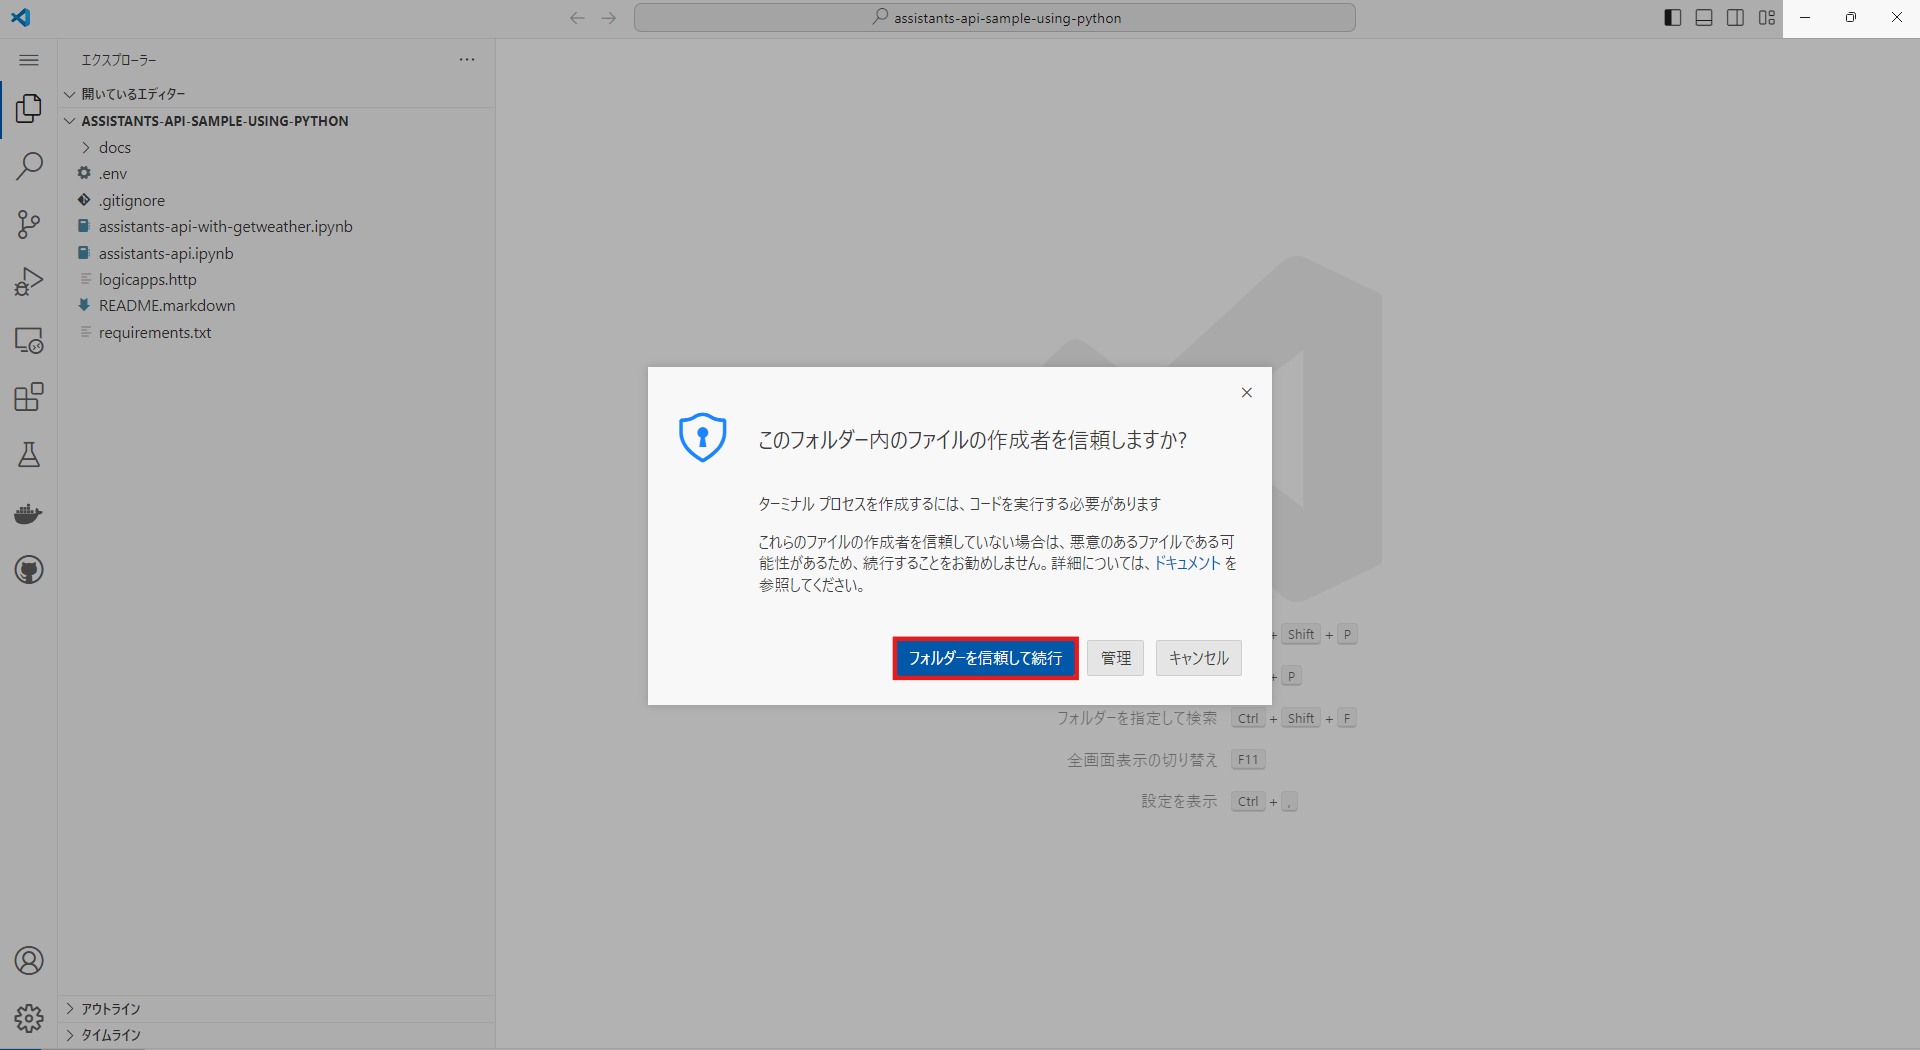 assistants-api-sample-using-python
エクスプローラー
開いているエディター
ASSISTANTS-API-SAMPLE-USING-PYTHON
docs
.env
.gitignore
assistants-api-with-getweather.ipynb
assistants-api.ipynb
logicapps.http
README.markdown
requirements.txt
アウトライン
タイムライン
このフォルダー内のファイルの作成者を信頼しますか?
ターミナル プロセスを作成するには、コードを実行する必要があります
これらのファイルの作成者を信頼していない場合は、悪意のあるファイルである可
能性があるため、続行することをお勧めしません。詳細については、ドキュメント を
参照してください。
フォルダーを信頼して続行 管理 キャンセル
+ Shift + P
+ P
フォルダーを指定して検索 Ctrl + Shift + F
全画面表示の切り替え F11
設定を表示 Ctrl + ,